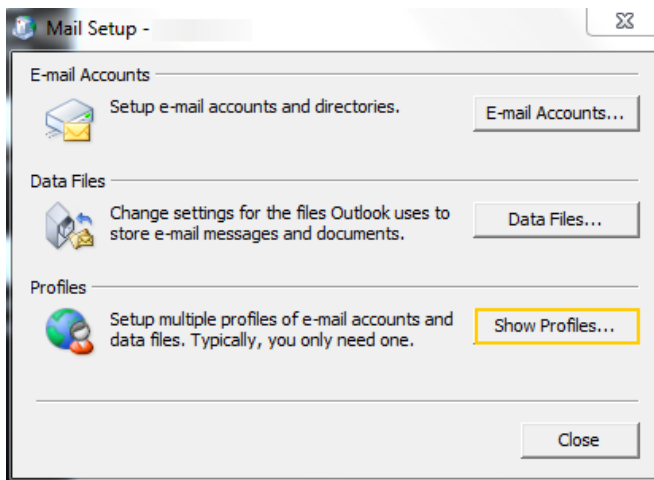 Mail Setup -
E-mail Accounts
Setup e-mail accounts and directories.
E-mail Accounts...
Data Files
Change settings for the files Outlook uses to
store e-mail messages and documents.
Data Files...
Profiles
Setup multiple profiles of e-mail accounts and
data files. Typically, you only need one.
Show Profiles...
Close